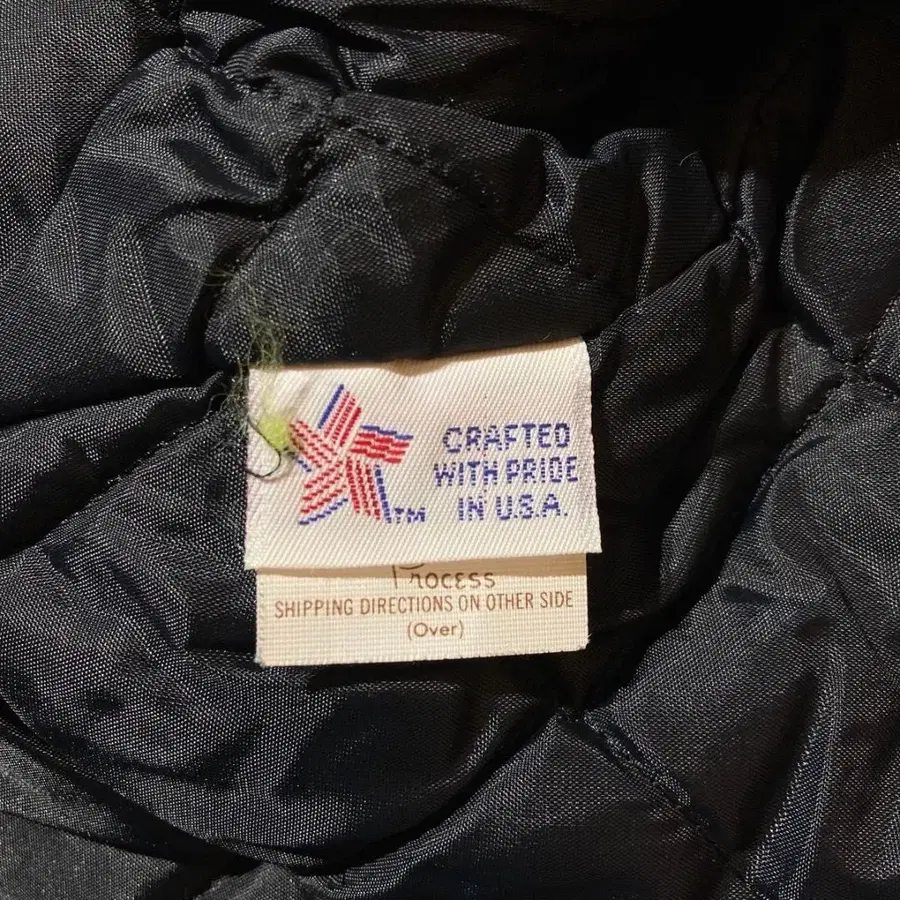 CRAFTED
WITH PRIDE
IN U.S.A.
TM
Process
SHIPPING DIRECTIONS ON OTHER SIDE
(Over)